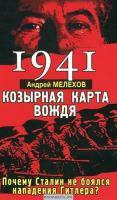 1941
Андрей МЕЛЕХОВ
КОЗЫРНАЯ КАРТА
ВОЖДЯ
Почему Сталин не боялся
нападения Гитлера?